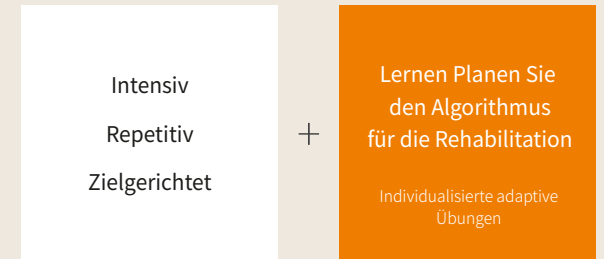 Intensiv
Repetitiv
Zielgerichtet
+
Lernen Planen Sie
den Algorithmus
für die Rehabilitation
Individualisierte adaptive
Übungen